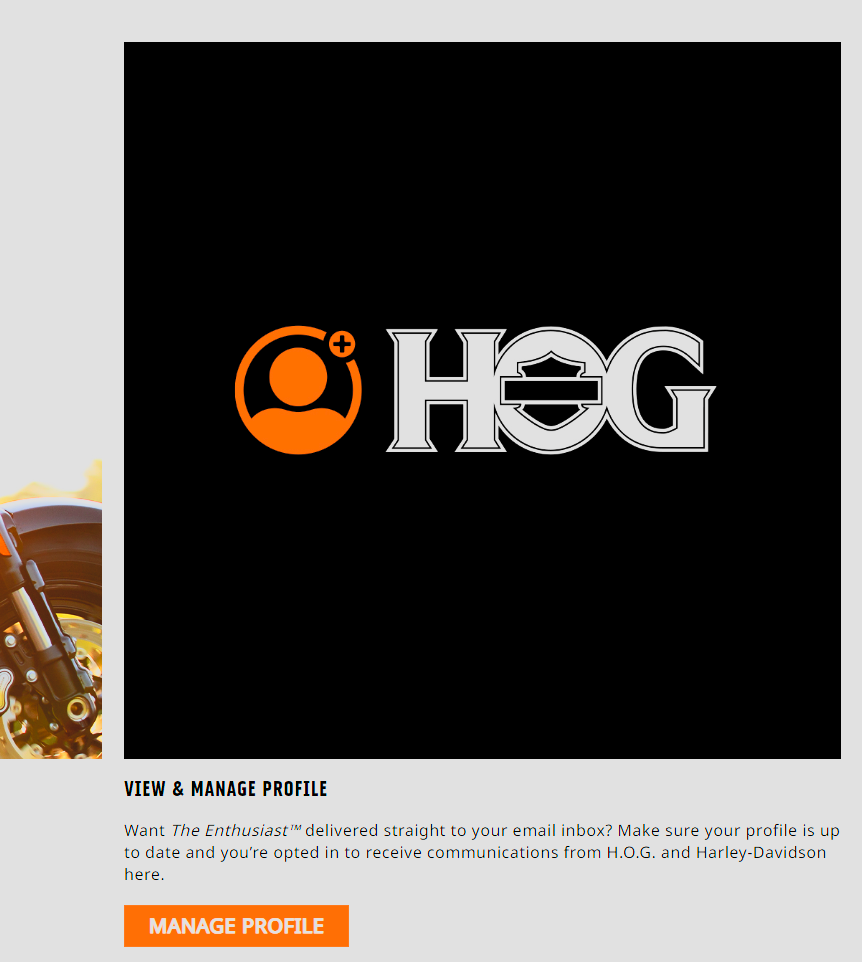 HOG
VIEW & MANAGE PROFILE
Want The Enthusiast™ delivered straight to your email inbox? Make sure your profile is up
to date and you’re opted in to receive communications from H.O.G. and Harley-Davidson
here.
MANAGE PROFILE